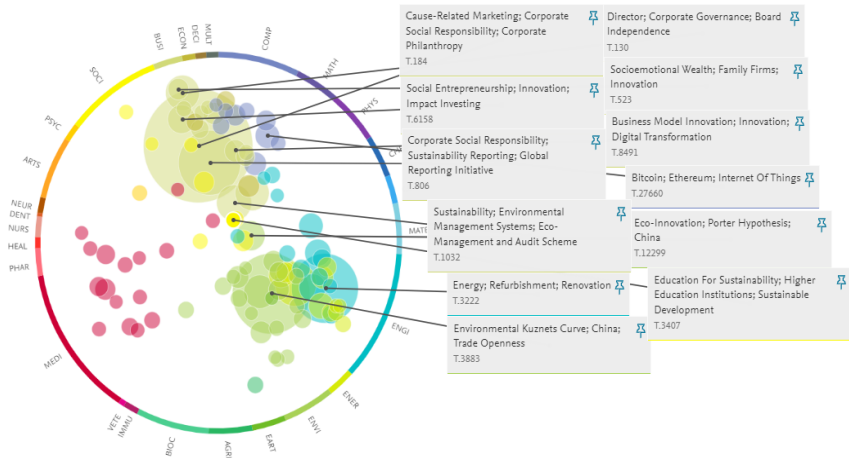 Cause-Related Marketing; Corporate
Social Responsibility; Corporate
Philanthropy
T.184
Director; Corporate Governance; Board
Independence
T.130
Social Entrepreneurship; Innovation;
Impact Investing
T.6158
Socioemotional Wealth; Family Firms;
Innovation
T.523
Corporate Social Responsibility;
Sustainability Reporting; Global
Reporting Initiative
T.806
Business Model Innovation; Innovation;
Digital Transformation
T.8491
Bitcoin; Ethereum; Internet Of Things
T.27660
Sustainability; Environmental
Management Systems; Eco-
Management and Audit Scheme
T.1032
Eco-Innovation; Porter Hypothesis;
China
T.12299
Energy; Refurbishment; Renovation
T.3222
Education For Sustainability; Higher
Education Institutions; Sustainable
Development
T.3407
Environmental Kuznets Curve; China;
Trade Openness
T.3883
COMP
MATH
PHYS
MATE
ENGI
ENER
ENVI
EART
AGRI
BIOC
IMMU
VETE
MEDI
PHAR
HEAL
NURS
DENT
NEUR
ARTS
PSYC
SOCI
BUSI
ECON
DECI
MULT